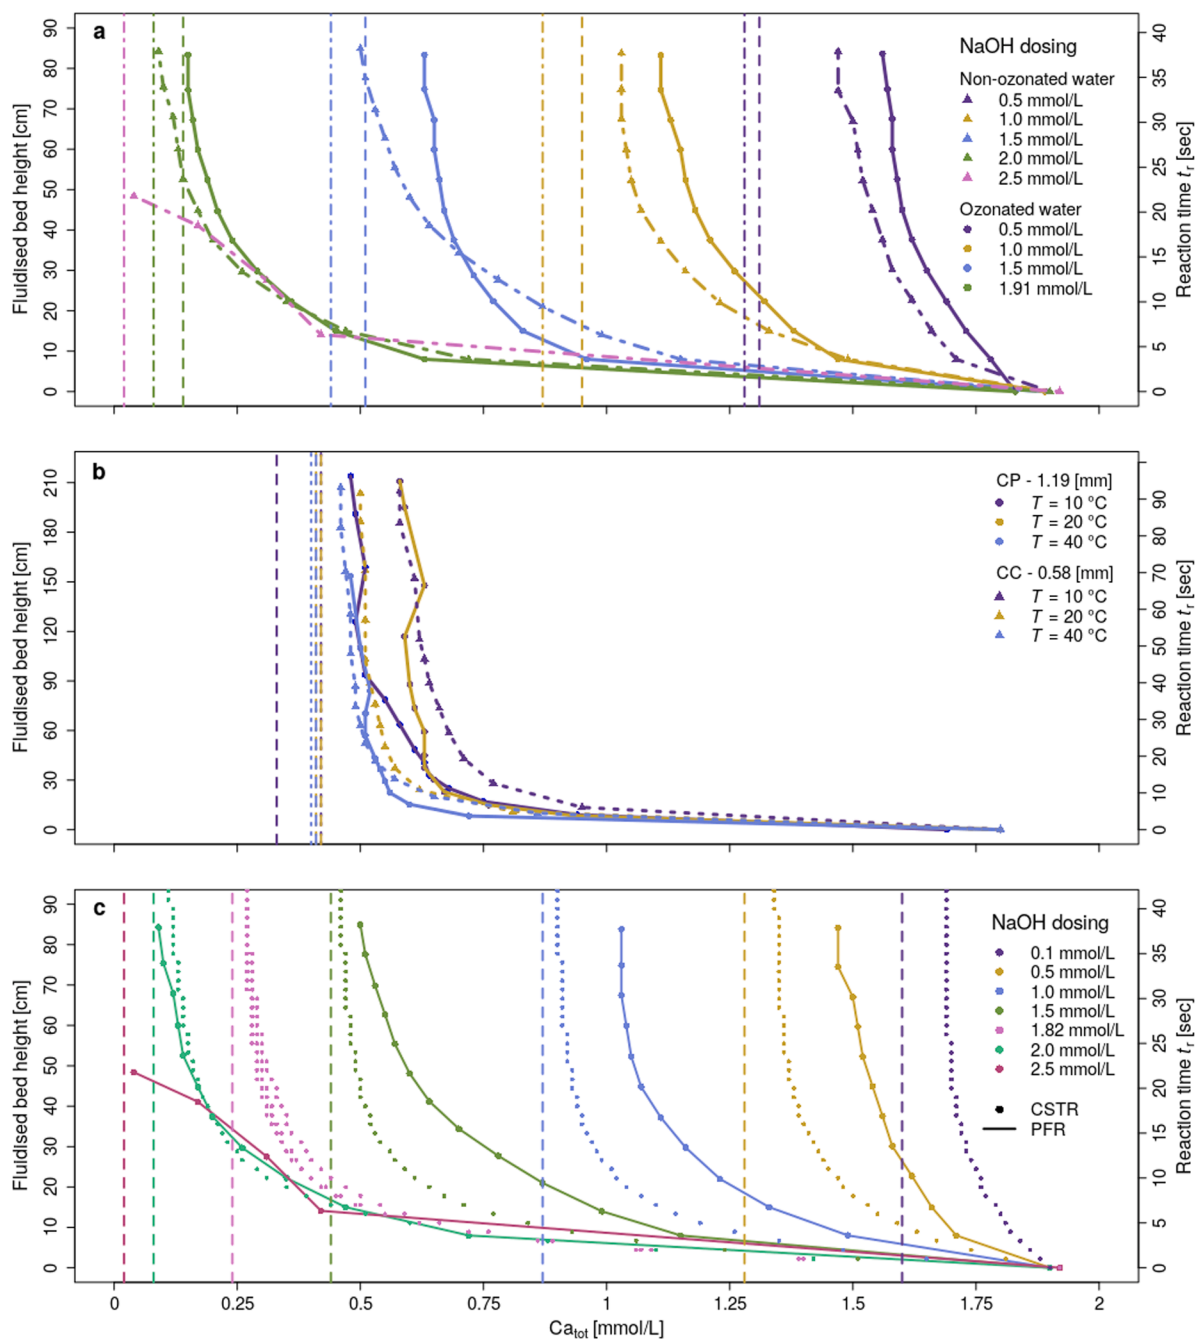 a
Fluidised bed height [cm]
90
80
70
60
50
40
30
20
10
0
Reaction time tr [sec]
40
35
30
25
20
15
10
5
0
NaOH dosing
Non-ozonated water
0.5 mmol/L
1.0 mmol/L
1.5 mmol/L
2.0 mmol/L
2.5 mmol/L
Ozonated water
0.5 mmol/L
1.0 mmol/L
1.5 mmol/L
1.91 mmol/L
b
Fluidised bed height [cm]
210
180
150
120
90
60
30
0
Reaction time tr [sec]
90
80
70
60
50
40
30
20
10
0
CP - 1.19 [mm]
T = 10 °C
T = 20 °C
T = 40 °C
CC - 0.58 [mm]
T = 10 °C
T = 20 °C
T = 40 °C
c
Fluidised bed height [cm]
90
80
70
60
50
40
30
20
10
0
Reaction time tr [sec]
40
35
30
25
20
15
10
5
0
NaOH dosing
0.1 mmol/L
0.5 mmol/L
1.0 mmol/L
1.5 mmol/L
1.82 mmol/L
2.0 mmol/L
2.5 mmol/L
CSTR
PFR
0 0.25 0.5 0.75 1 1.25 1.5 1.75 2
Catot [mmol/L]